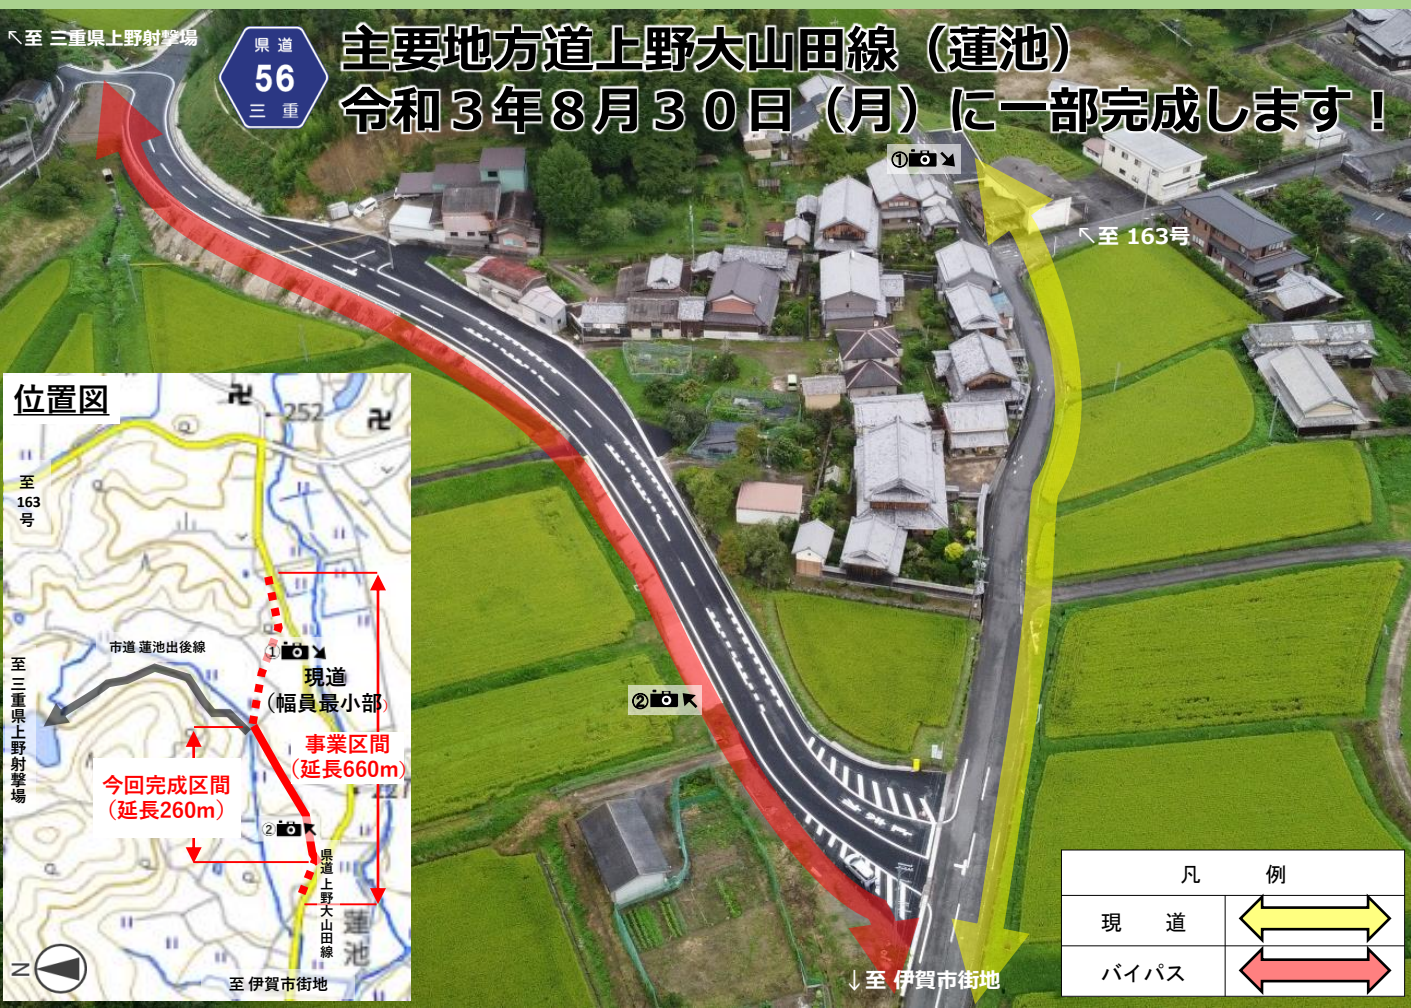 ↖至 三重県上野射撃場
県 道
56
三 重
主要地方道上野大山田線（蓮池）
令和３年８月３０日（月）に一部完成します！
①
↖至 163号
②
↓至 伊賀市街地
位置図
252
至
163
号
市道 蓮池出後線
①
現道
（幅員最小部）
至 三重県上野射撃場
事業区間
（延長660m）
今回完成区間
（延長260m）
227
②
県道 上野大山田線
蓮池
N
至 伊賀市街地
凡 例
現 道
バイパス